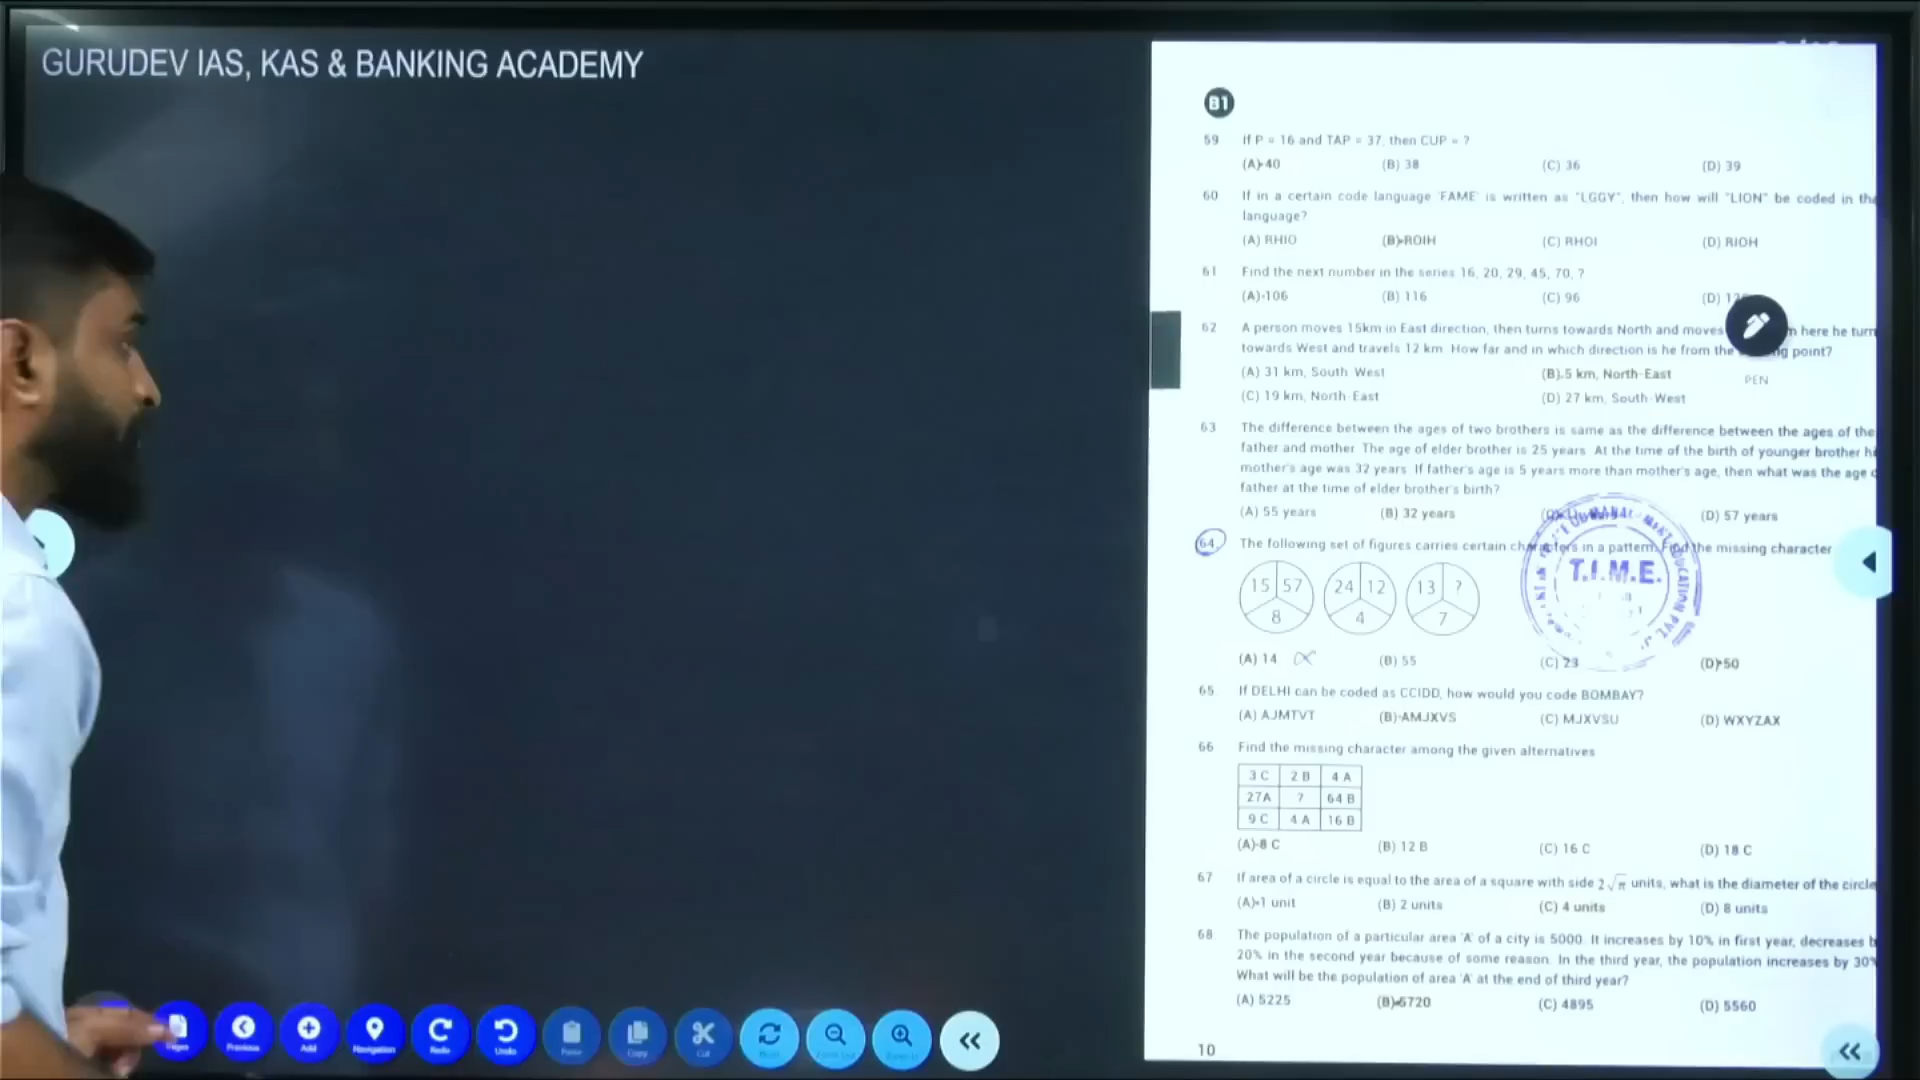 GURUDEV IAS, KAS & BANKING ACADEMY
B1
59 If P = 16 and TAP = 37, then CUP = ?
(A) 40 (B) 38 (C) 36 (D) 39
60 If in a certain code language 'FAME' is written as "LGGY", then how will "LION" be coded in
language?
(A) RHIO (B) ROIH (C) RHOI (D) RIOH
61 Find the next number in the series 16, 20, 29, 45, 70, ?
(A) 106 (B) 116 (C) 96 (D)
62 A person moves 15km in East direction, then turns towards North and moves here he turn
towards West and travels 12 km. How far and in which direction is he from the point?
PEN
(A) 31 km, South-West (B) 5 km, North-East
(C) 19 km, North-East (D) 27 km, South-West
63 The difference between the ages of two brothers is same as the difference between the ages of the
father and mother. The age of elder brother is 25 years. At the time of the birth of younger brother
mother's age was 32 years. If father's age is 5 years more than mother's age, then what was the age
father at the time of elder brother's birth?
(A) 55 years (B) 32 years (D) 57 years
64 The following set of figures carries certain characters in a pattern. Find the missing character
T.I.M.E.
15 57 24 12 13 ?
8 4 7
(A) 14 (B) 55 (C) 23 (D) 50
65 If DELHI can be coded as CCIDD, how would you code BOMBAY?
(A) AJMTVT (B) AMJXVS (C) MJXVSU (D) WXYZAX
66 Find the missing character among the given alternatives
3 C 2 B 4 A
27A ? 64 B
9 C 4 A 16 B
(A) 8 C (B) 12 B (C) 16 C (D) 18 C
67 If area of a circle is equal to the area of a square with side 2√π units, what is the diameter of the circle
(A) 1 unit (B) 2 units (C) 4 units (D) 8 units
68 The population of a particular area 'A' of a city is 5000. It increases by 10% in first year, decreases
20% in the second year because of some reason. In the third year, the population increases by 30%
What will be the population of area 'A' at the end of third year?
(A) 5225 (B) 5720 (C) 4895 (D) 5560
10
Pages Previous Add Navigation Redo Undo Paste Copy Cut